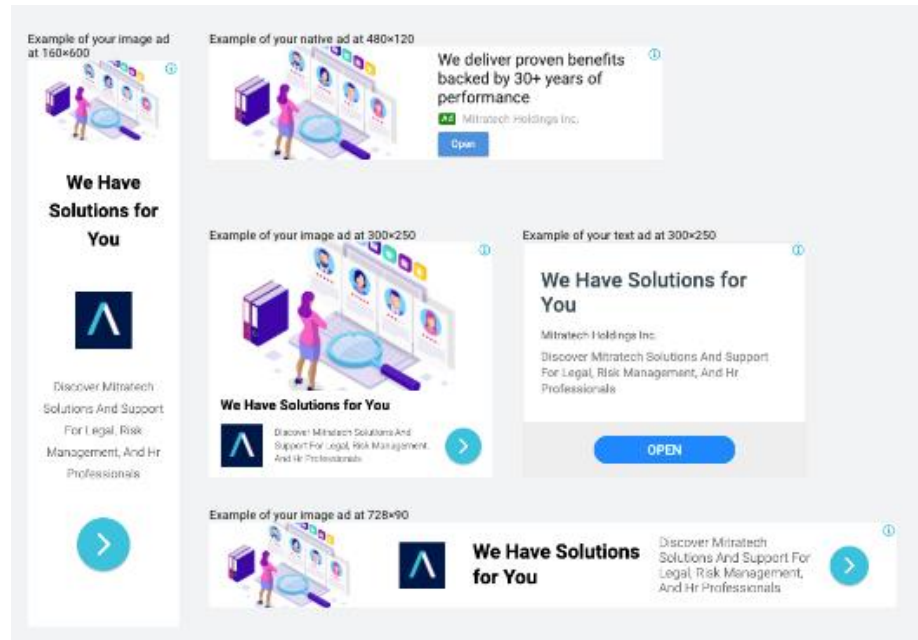 Example of your image ad
at 160×600
We Have
Solutions for
You
Discover Mitratech
Solutions And Support
For Legal, Risk
Management, And Hr
Professionals
Example of your native ad at 480×120
We deliver proven benefits
backed by 30+ years of
performance
Ad Mitratech Holdings Inc.
Open
Example of your image ad at 300×250
We Have Solutions for You
Discover Mitratech Solutions And
Support For Legal, Risk Management,
And Hr Professionals
Example of your text ad at 300×250
We Have Solutions for
You
Mitratech Holdings Inc.
Discover Mitratech Solutions And Support
For Legal, Risk Management, And Hr
Professionals
OPEN
Example of your image ad at 728×90
We Have Solutions
for You
Discover Mitratech
Solutions And Support For
Legal, Risk Management,
And Hr Professionals